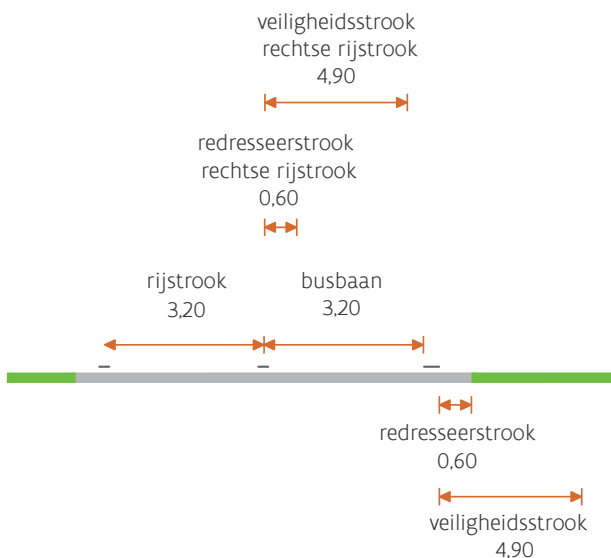 veiligheidsstrook
rechtse rijstrook
4,90
redresseerstrook
rechtse rijstrook
0,60
rijstrook
3,20
busbaan
3,20
redresseerstrook
0,60
veiligheidsstrook
4,90